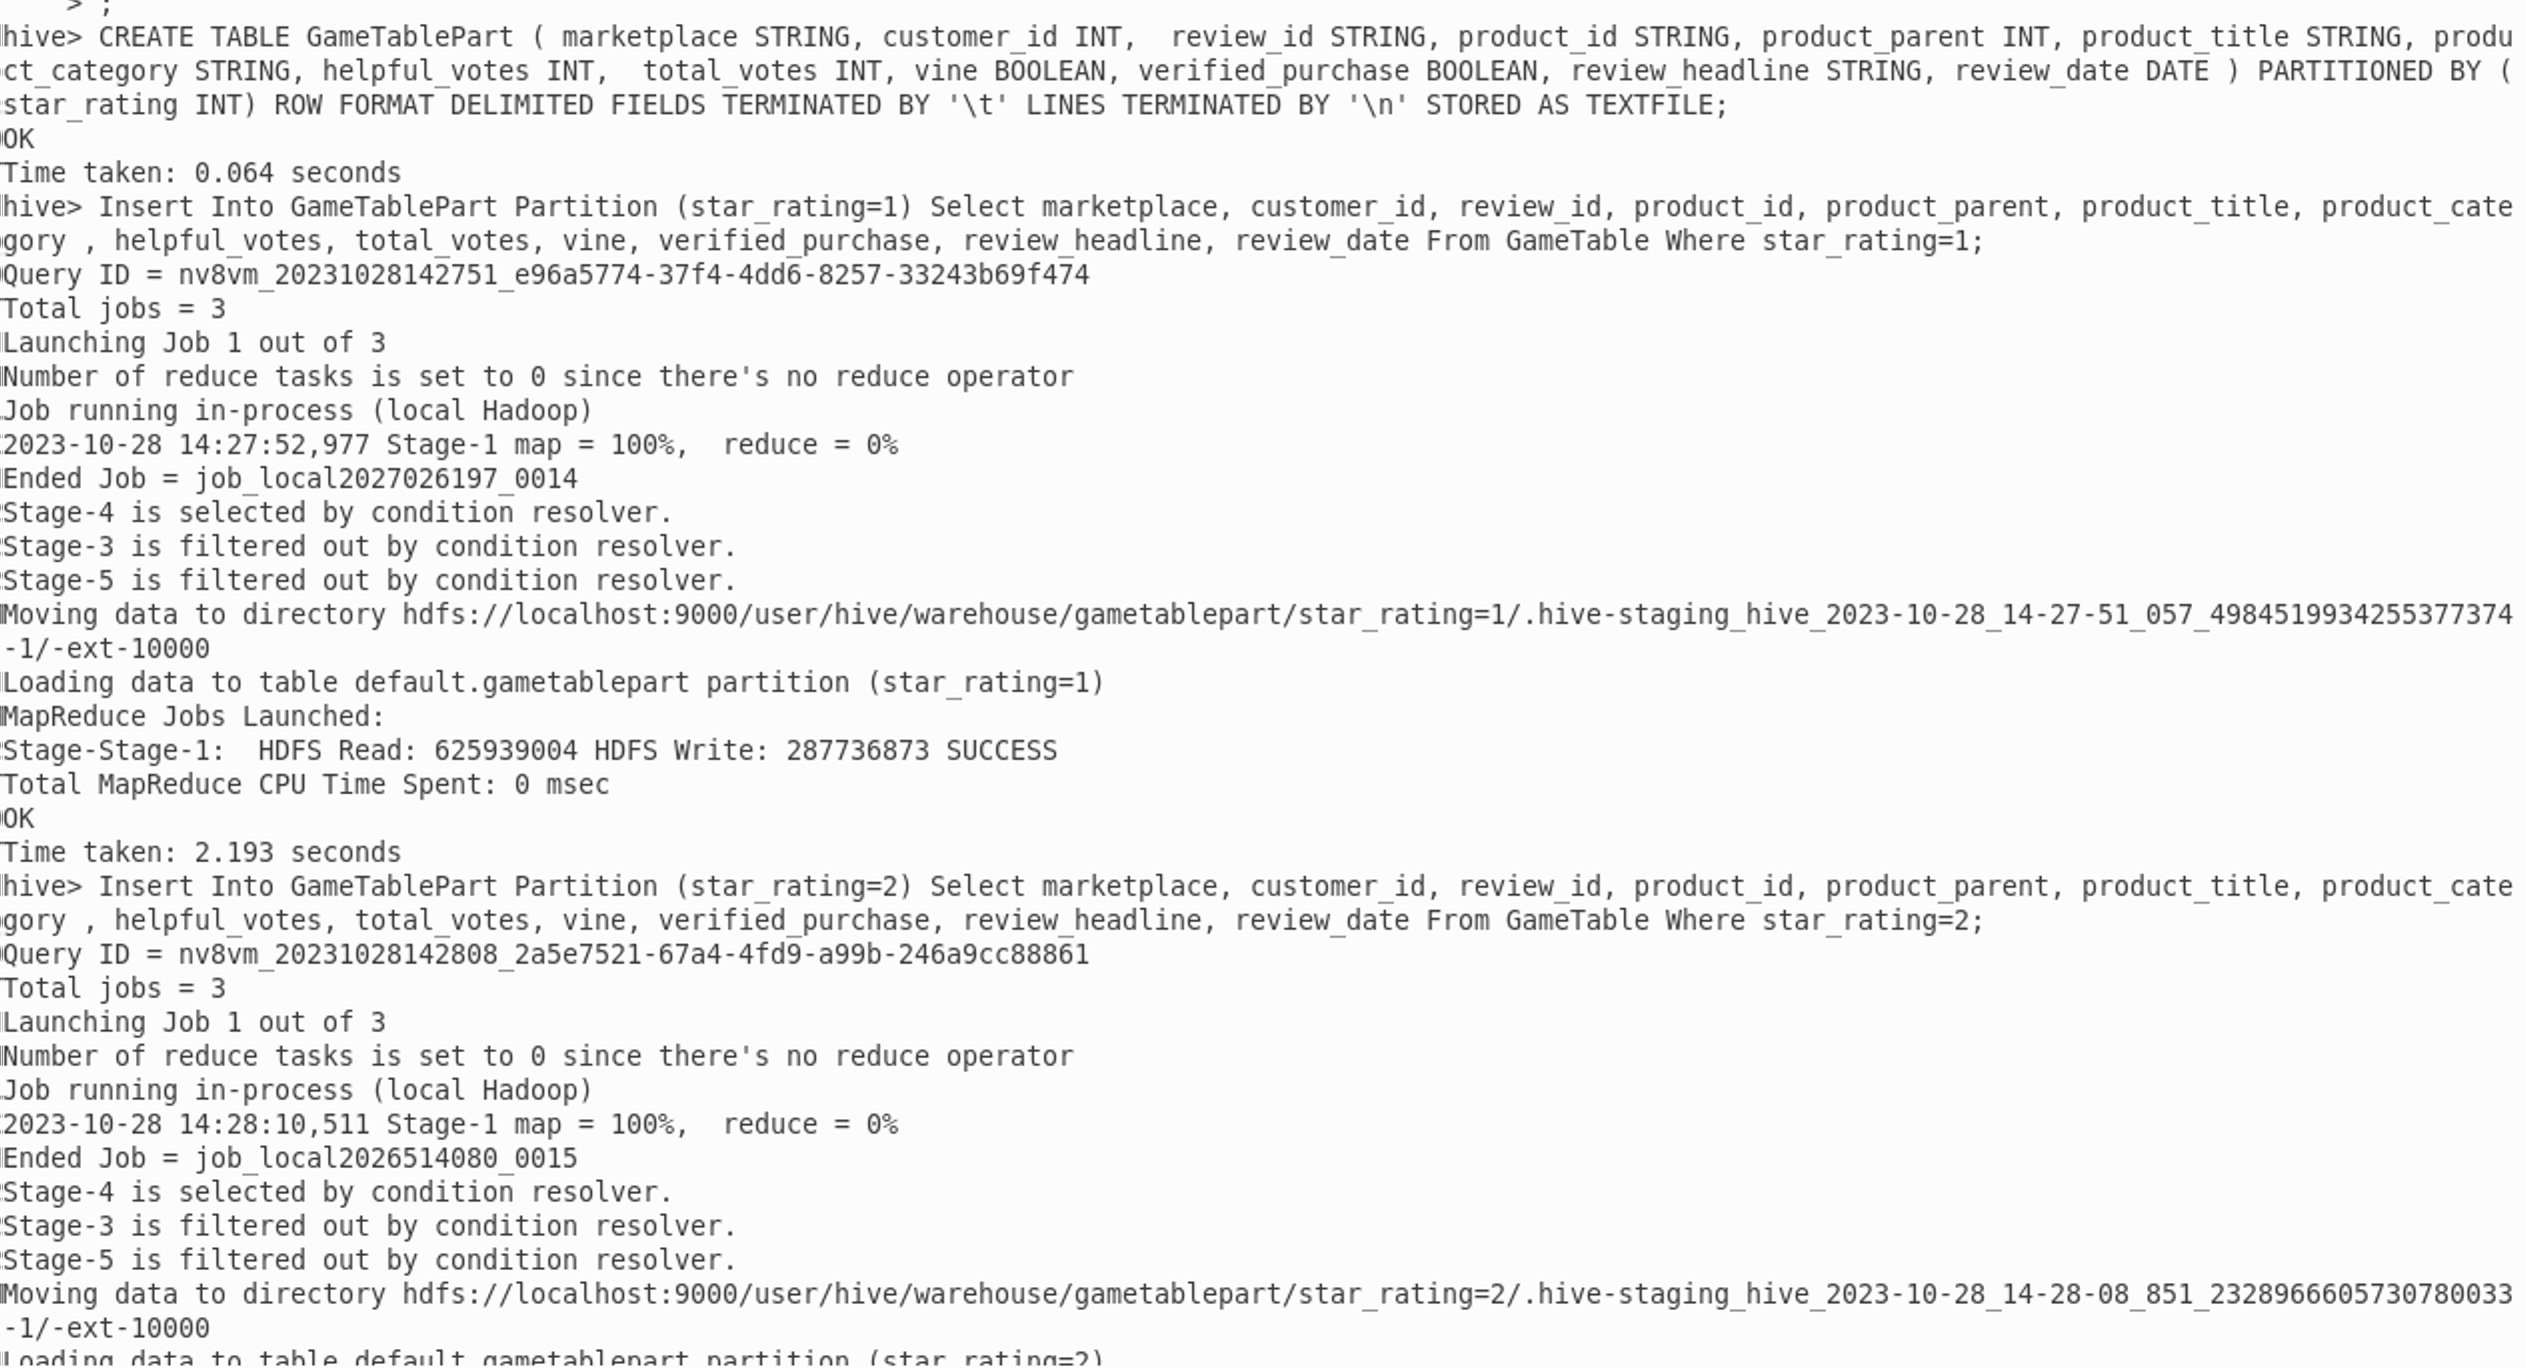 > ;
hive> CREATE TABLE GameTablePart ( marketplace STRING, customer_id INT,  review_id STRING, product_id STRING, product_parent INT, product_title STRING, produ
ct_category STRING, helpful_votes INT,  total_votes INT, vine BOOLEAN, verified_purchase BOOLEAN, review_headline STRING, review_date DATE ) PARTITIONED BY (
star_rating INT) ROW FORMAT DELIMITED FIELDS TERMINATED BY '\t' LINES TERMINATED BY '\n' STORED AS TEXTFILE;
OK
Time taken: 0.064 seconds
hive> Insert Into GameTablePart Partition (star_rating=1) Select marketplace, customer_id, review_id, product_id, product_parent, product_title, product_cate
gory , helpful_votes, total_votes, vine, verified_purchase, review_headline, review_date From GameTable Where star_rating=1;
Query ID = nv8vm_20231028142751_e96a5774-37f4-4dd6-8257-33243b69f474
Total jobs = 3
Launching Job 1 out of 3
Number of reduce tasks is set to 0 since there's no reduce operator
Job running in-process (local Hadoop)
2023-10-28 14:27:52,977 Stage-1 map = 100%,  reduce = 0%
Ended Job = job_local2027026197_0014
Stage-4 is selected by condition resolver.
Stage-3 is filtered out by condition resolver.
Stage-5 is filtered out by condition resolver.
Moving data to directory hdfs://localhost:9000/user/hive/warehouse/gametablepart/star_rating=1/.hive-staging_hive_2023-10-28_14-27-51_057_4984519934255377374
-1/-ext-10000
Loading data to table default.gametablepart partition (star_rating=1)
MapReduce Jobs Launched:
Stage-Stage-1:  HDFS Read: 625939004 HDFS Write: 287736873 SUCCESS
Total MapReduce CPU Time Spent: 0 msec
OK
Time taken: 2.193 seconds
hive> Insert Into GameTablePart Partition (star_rating=2) Select marketplace, customer_id, review_id, product_id, product_parent, product_title, product_cate
gory , helpful_votes, total_votes, vine, verified_purchase, review_headline, review_date From GameTable Where star_rating=2;
Query ID = nv8vm_20231028142808_2a5e7521-67a4-4fd9-a99b-246a9cc88861
Total jobs = 3
Launching Job 1 out of 3
Number of reduce tasks is set to 0 since there's no reduce operator
Job running in-process (local Hadoop)
2023-10-28 14:28:10,511 Stage-1 map = 100%,  reduce = 0%
Ended Job = job_local2026514080_0015
Stage-4 is selected by condition resolver.
Stage-3 is filtered out by condition resolver.
Stage-5 is filtered out by condition resolver.
Moving data to directory hdfs://localhost:9000/user/hive/warehouse/gametablepart/star_rating=2/.hive-staging_hive_2023-10-28_14-28-08_851_2328966605730780033
-1/-ext-10000
Loading data to table default.gametablepart partition (star_rating=2)